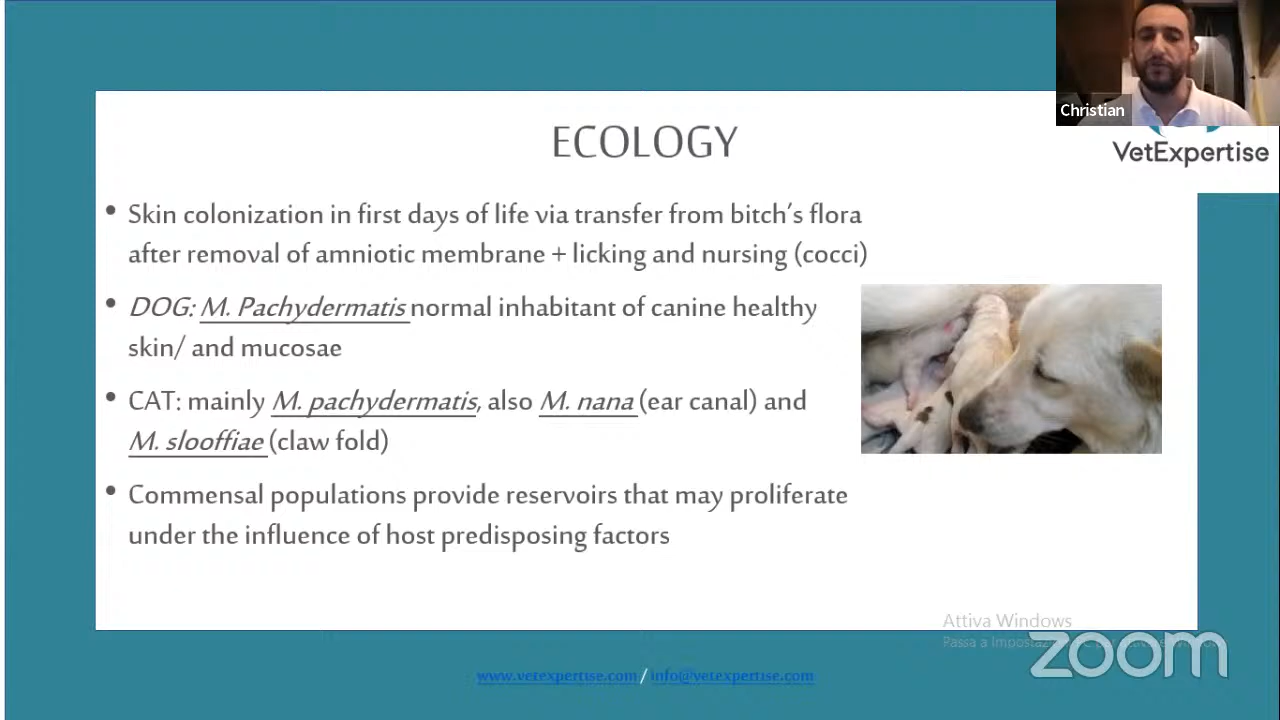 Christian
VetExpertise
ECOLOGY
• Skin colonization in first days of life via transfer from bitch's flora
after removal of amniotic membrane + licking and nursing (cocci)
• DOG: M. Pachydermatis normal inhabitant of canine healthy
skin/ and mucosae
• CAT: mainly M. pachydermatis, also M. nana (ear canal) and
M. slooffiae (claw fold)
• Commensal populations provide reservoirs that may proliferate
under the influence of host predisposing factors
Attiva Windows
Passa a
zoom
www.vetexpertise.com / info@vetexpertise.com